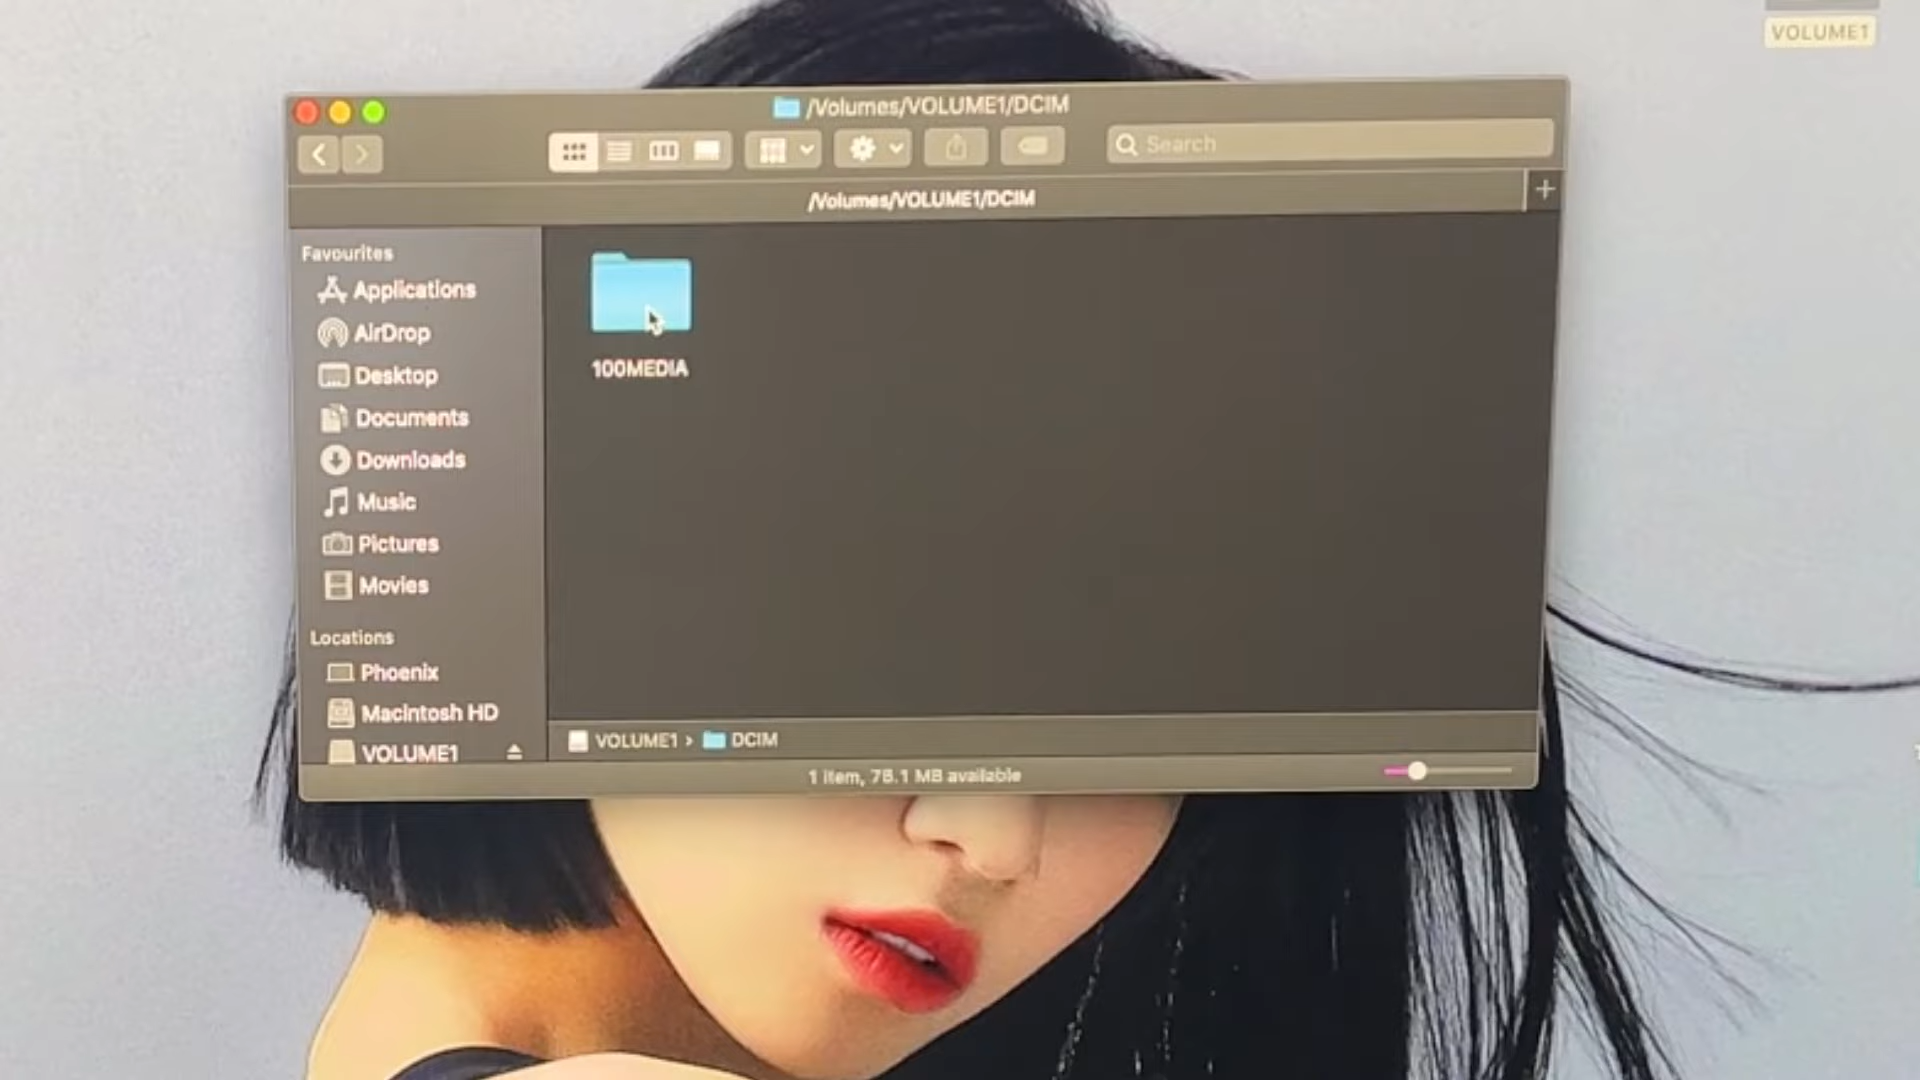 VOLUME1
/Volumes/VOLUME1/DCIM
Search
/Volumes/VOLUME1/DCIM
Favourites
Applications
AirDrop
Desktop
Documents
Downloads
Music
Pictures
Movies
Locations
Phoenix
Macintosh HD
VOLUME1
100MEDIA
VOLUME1 › DCIM
1 item, 78.1 MB available